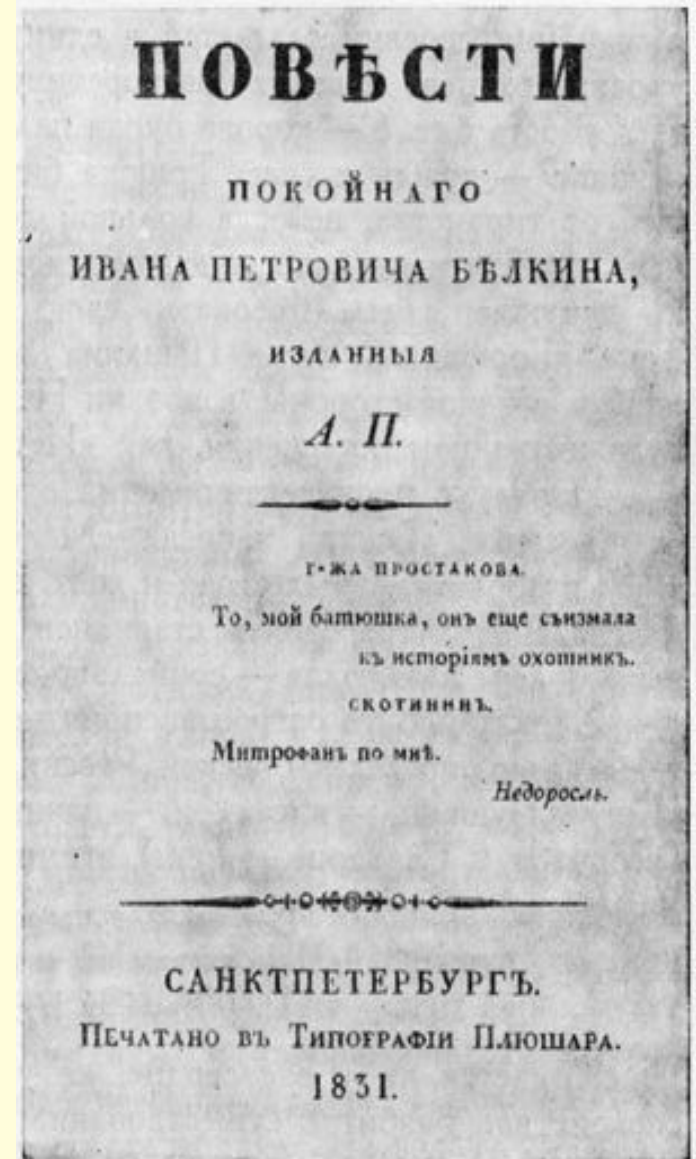 ПОВѢСТИ
ПОКОЙНАГО
ИВАНА ПЕТРОВИЧА БѢЛКИНА,
ИЗДАННЫЯ
А. П.
Г-ЖА ПРОСТАКОВА.
То, мой батюшка, онъ еще съизмала
къ исторіямъ охотникъ.
СКОТИНИНЪ.
Митрофанъ по мнѣ.
Недоросль.
САНКТПЕТЕРБУРГЪ.
ПЕЧАТАНО ВЪ ТИПОГРАФІИ ПЛЮШАРА.
1831.